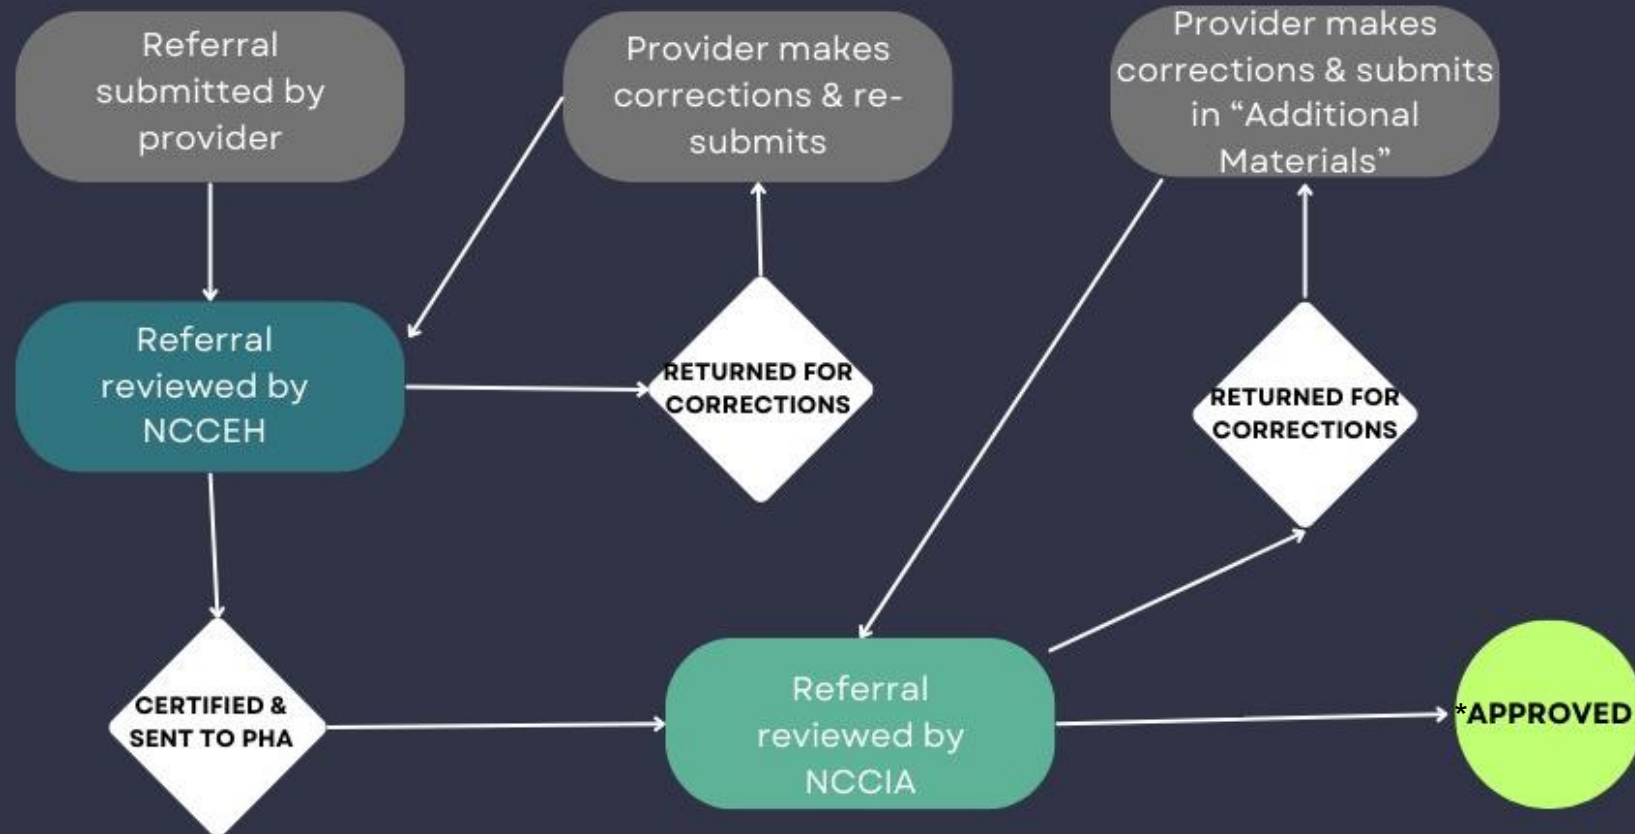 Referral
submitted by
provider
Provider makes
corrections & re-
submits
Provider makes
corrections & submits
in “Additional
Materials”
Referral
reviewed by
NCCEH
RETURNED FOR
CORRECTIONS
RETURNED FOR
CORRECTIONS
CERTIFIED &
SENT TO PHA
Referral
reviewed by
NCCIA
*APPROVED